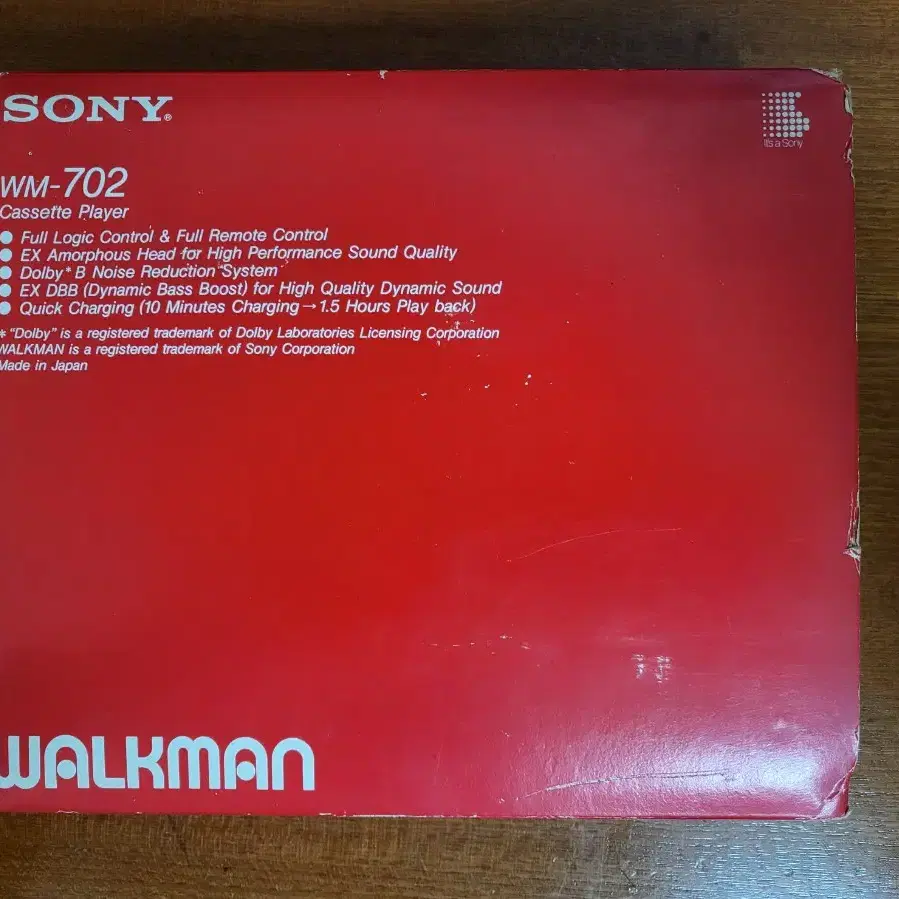 SONY®
It's a Sony
WM-702
Cassette Player
● Full Logic Control & Full Remote Control
● EX Amorphous Head for High Performance Sound Quality
● Dolby* B Noise Reduction System
● EX DBB (Dynamic Bass Boost) for High Quality Dynamic Sound
● Quick Charging (10 Minutes Charging→1.5 Hours Play back)
* "Dolby" is a registered trademark of Dolby Laboratories Licensing Corporation
WALKMAN is a registered trademark of Sony Corporation
Made in Japan
WALKMAN